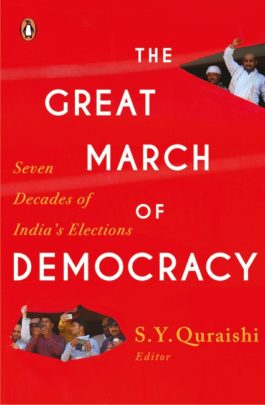 THE
GREAT
MARCH
OF
DEMOCRACY
Seven
Decades of
India's Elections
S.Y. Quraishi
Editor